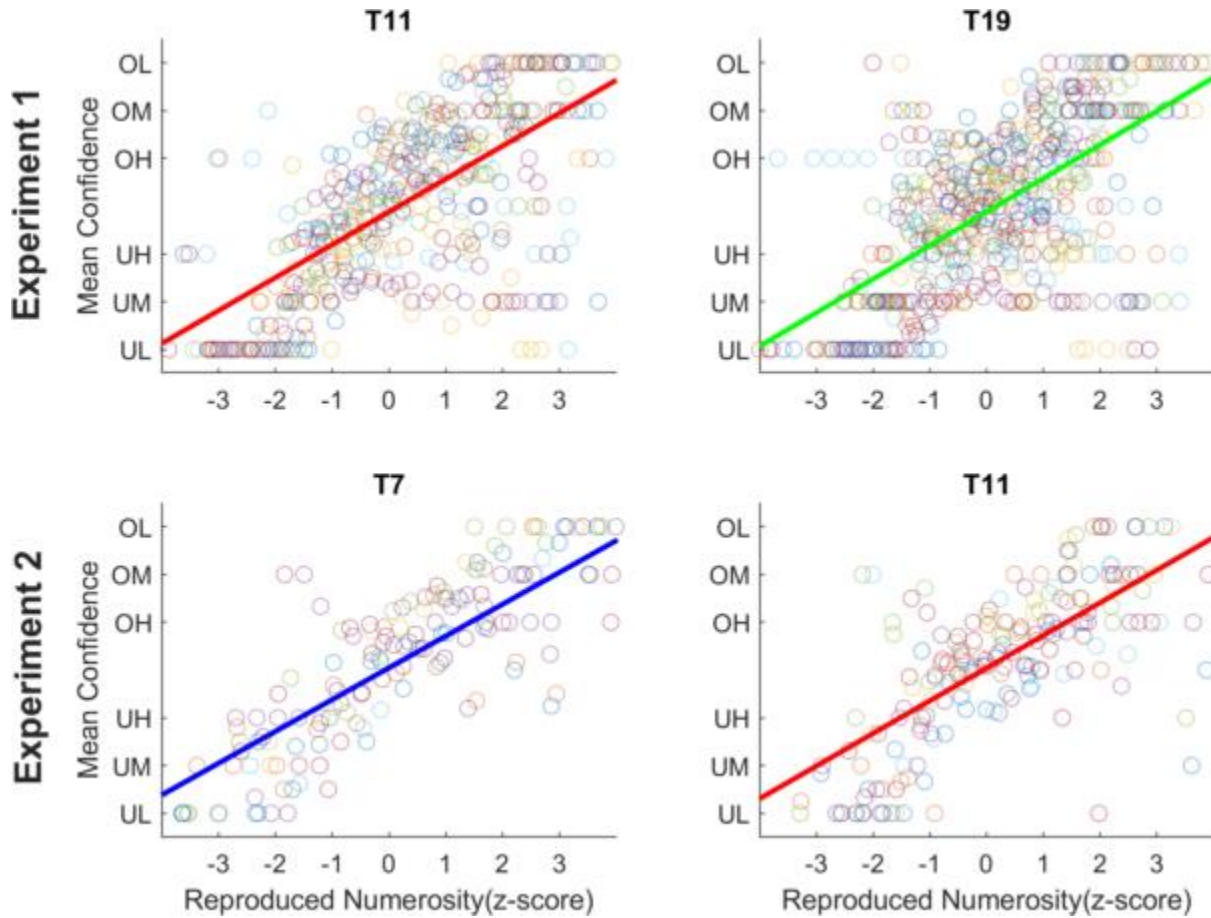 T11
T19
Experiment 1
Mean Confidence
OL
OM
OH
UH
UM
UL
OL
OM
OH
UH
UM
UL
-3 -2 -1 0 1 2 3
-3 -2 -1 0 1 2 3
T7
T11
Experiment 2
Mean Confidence
OL
OM
OH
UH
UM
UL
OL
OM
OH
UH
UM
UL
-3 -2 -1 0 1 2 3
-3 -2 -1 0 1 2 3
Reproduced Numerosity(z-score)
Reproduced Numerosity(z-score)